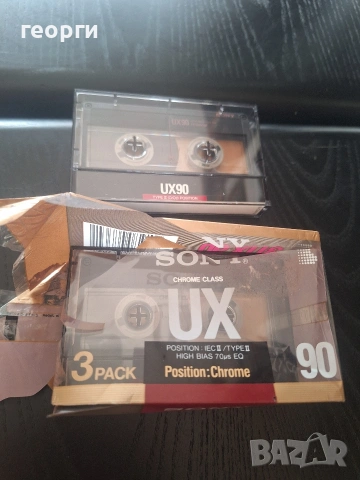 георги
UX90
SONY
CHROME CLASS
UX
POSITION: IEC II/TYPE II
HIGH BIAS 70µs EQ
3 PACK
Position: Chrome
90
BAZAR